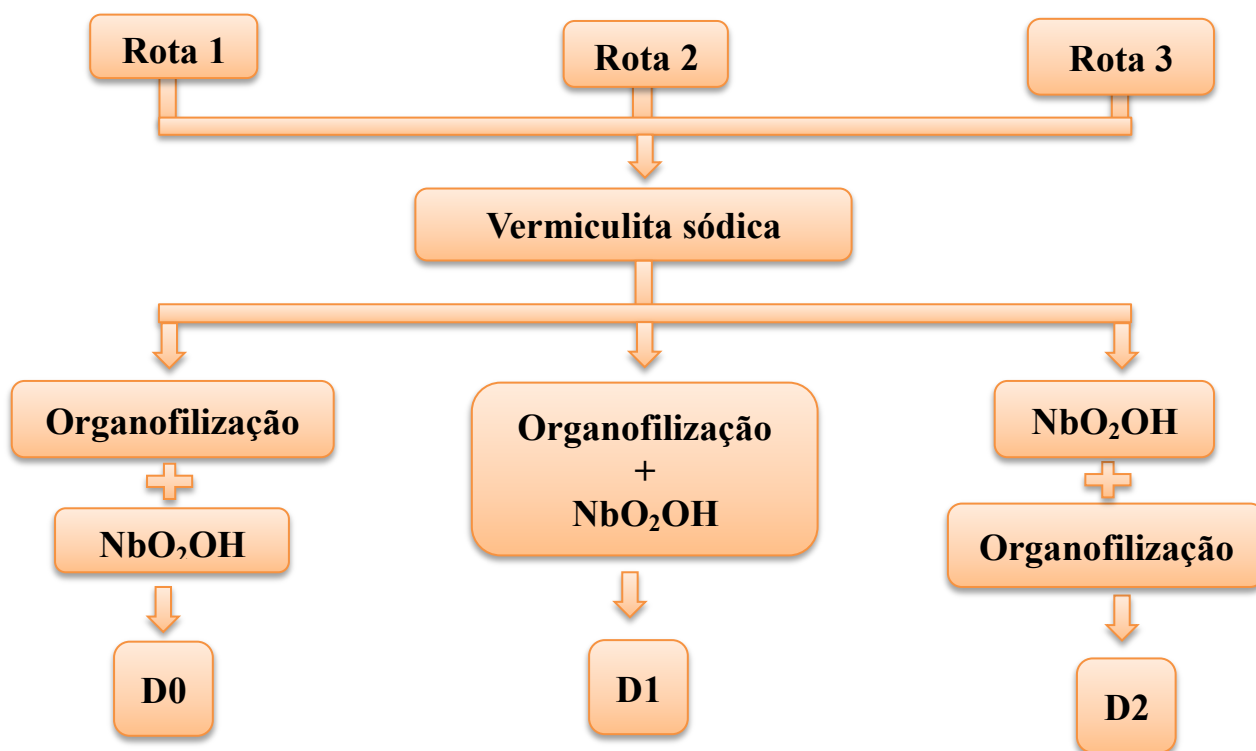 Rota 1
Rota 2
Rota 3
Vermiculita sódica
Organofilização
NbO₂OH
D0
Organofilização
+
NbO₂OH
D1
NbO₂OH
Organofilização
D2